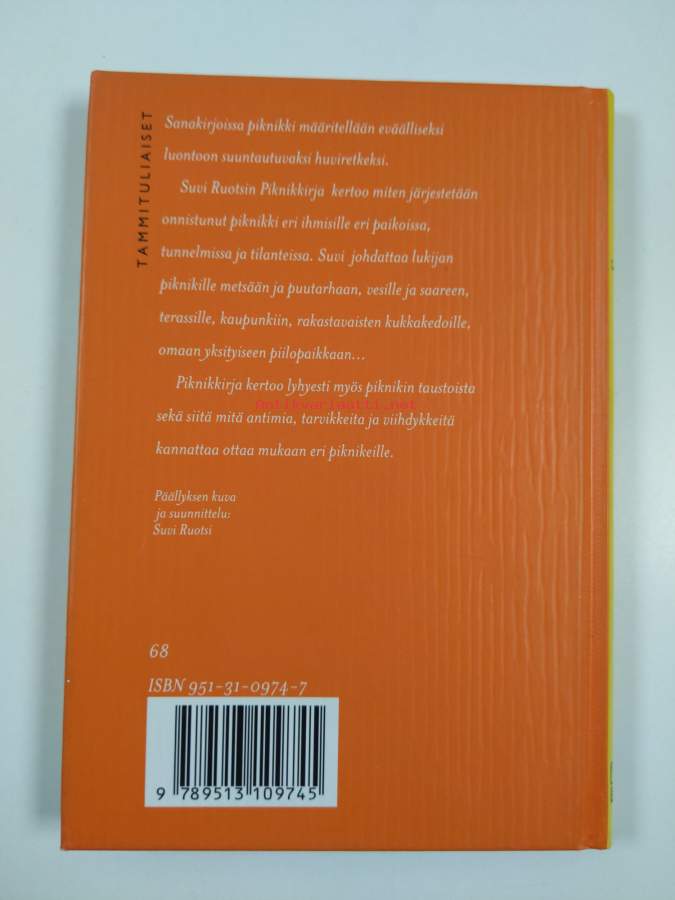 TAMMITULIAISET
Sanakirjoissa piknikki määritellään eväälliseksi
luontoon suuntautuvaksi huviretkeksi.
Suvi Ruotsin Piknikkirja kertoo miten järjestetään
onnistunut piknikki eri ihmisille eri paikoissa,
tunnelmissa ja tilanteissa. Suvi johdattaa lukijan
piknikille metsään ja puutarhaan, vesille ja saareen,
terassille, kaupunkiin, rakastavaisten kukkakedoille,
omaan yksityiseen piilopaikkaan...
Piknikkirja kertoo lyhyesti myös piknikin taustoista
antikvariaatti.net
sekä siitä mitä antimia, tarvikkeita ja viihdykkeitä
kannattaa ottaa mukaan eri piknikeille.
Päällyksen kuva
ja suunnittelu:
Suvi Ruotsi
68
ISBN 951-31-0974-7
9 789513 109745